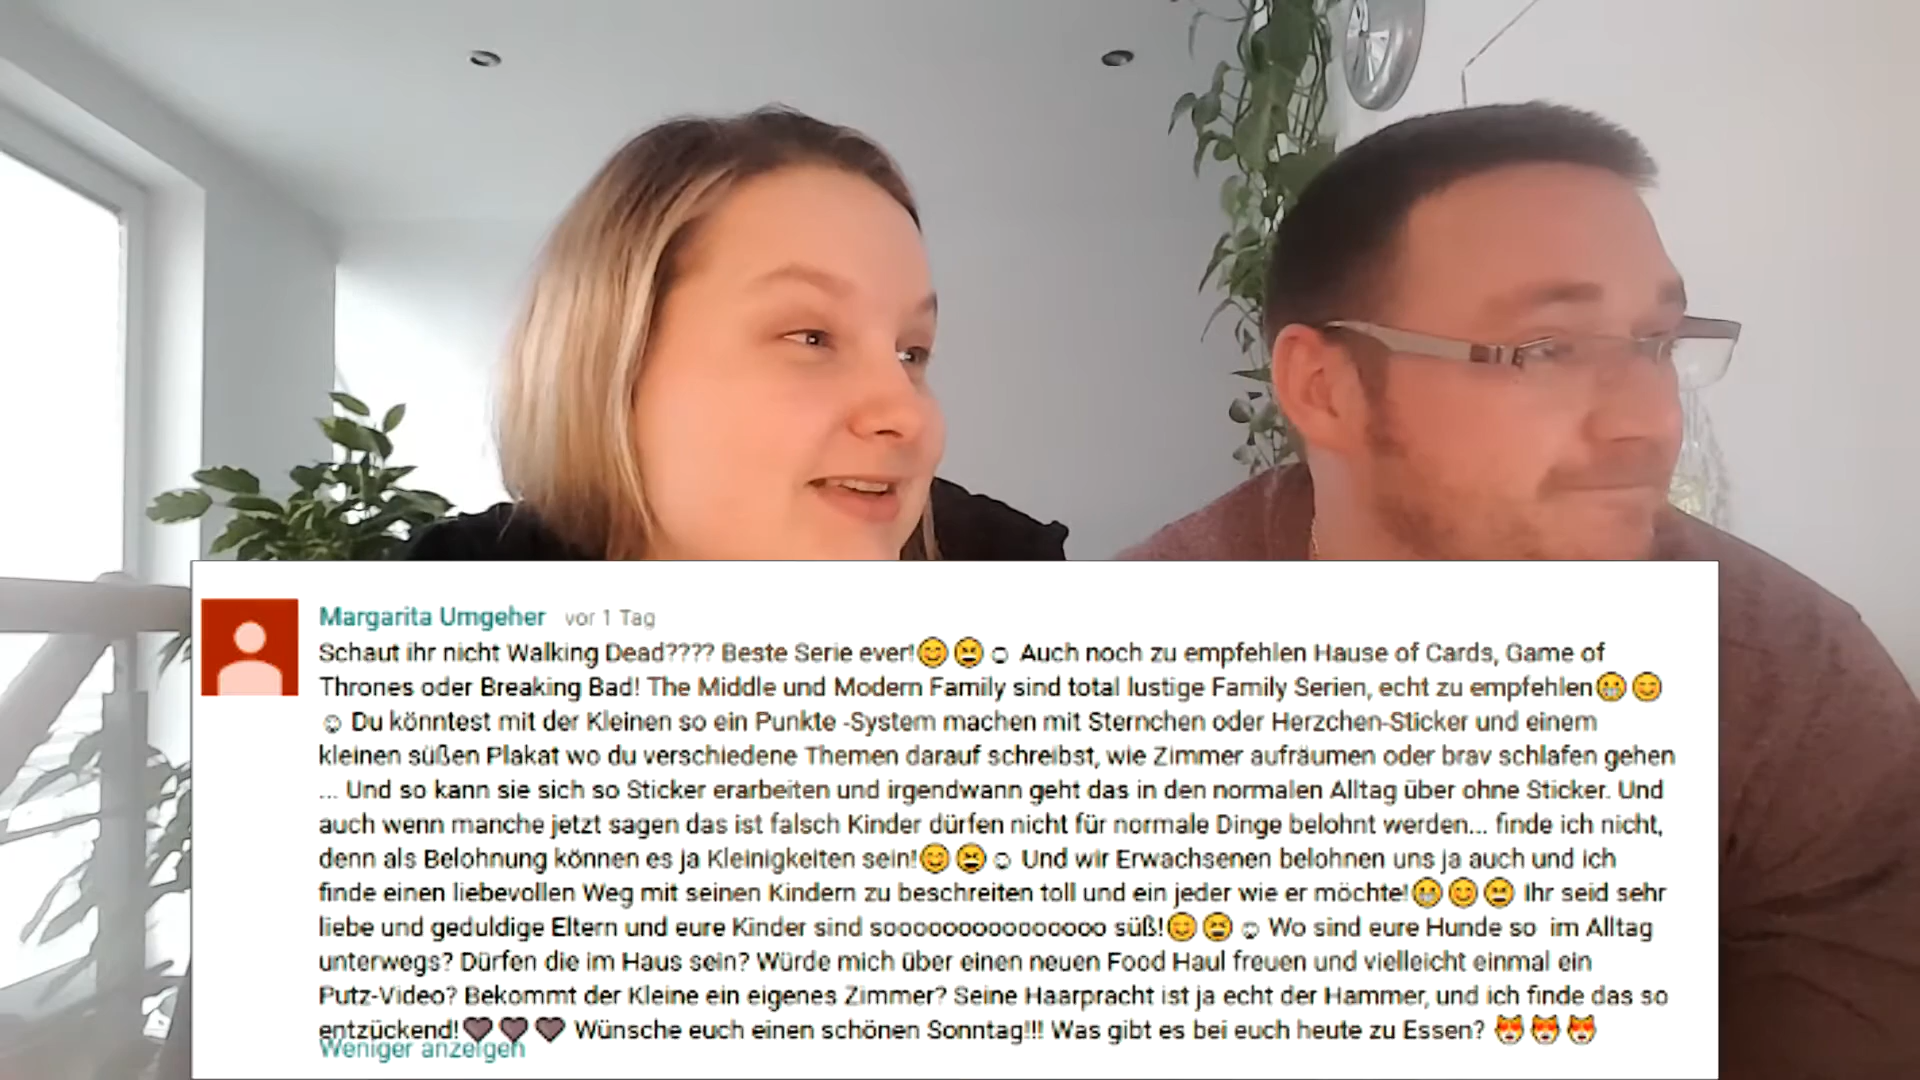 Margarita Umgeher vor 1 Tag
Schaut ihr nicht Walking Dead???? Beste Serie ever!😊😆☺ Auch noch zu empfehlen Hause of Cards, Game of
Thrones oder Breaking Bad! The Middle und Modern Family sind total lustige Family Serien, echt zu empfehlen😀😊
☺ Du könntest mit der Kleinen so ein Punkte -System machen mit Sternchen oder Herzchen-Sticker und einem
kleinen süßen Plakat wo du verschiedene Themen darauf schreibst, wie Zimmer aufräumen oder brav schlafen gehen
... Und so kann sie sich so Sticker erarbeiten und irgendwann geht das in den normalen Alltag über ohne Sticker. Und
auch wenn manche jetzt sagen das ist falsch Kinder dürfen nicht für normale Dinge belohnt werden... finde ich nicht,
denn als Belohnung können es ja Kleinigkeiten sein!😊😆☺ Und wir Erwachsenen belohnen uns ja auch und ich
finde einen liebevollen Weg mit seinen Kindern zu beschreiten toll und ein jeder wie er möchte!😀😊😆 Ihr seid sehr
liebe und geduldige Eltern und eure Kinder sind soooooooooooooooo süß!😊😆☺ Wo sind eure Hunde so im Alltag
unterwegs? Dürfen die im Haus sein? Würde mich über einen neuen Food Haul freuen und vielleicht einmal ein
Putz-Video? Bekommt der Kleine ein eigenes Zimmer? Seine Haarpracht ist ja echt der Hammer, und ich finde das so
entzückend!❤❤❤ Wünsche euch einen schönen Sonntag!!! Was gibt es bei euch heute zu Essen? 😻😻😻
Weniger anzeigen